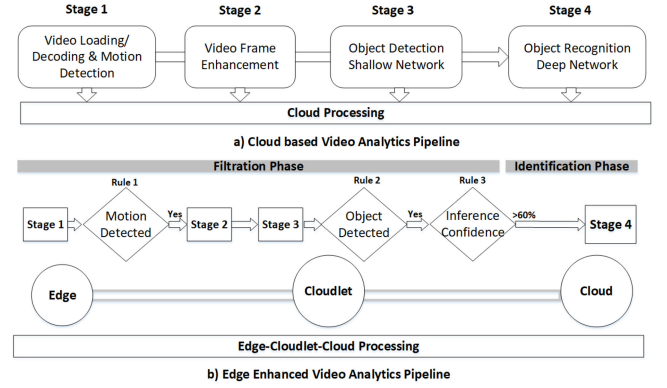 Stage 1 Stage 2 Stage 3 Stage 4
Video Loading/
Decoding & Motion
Detection
Video Frame
Enhancement
Object Detection
Shallow Network
Object Recognition
Deep Network
Cloud Processing
a) Cloud based Video Analytics Pipeline
Filtration Phase Identification Phase
Rule 1 Rule 2 Rule 3
Stage 1
Motion
Detected
Yes
Stage 2
Stage 3
Object
Detected
Yes
Inference
Confidence
>60%
Stage 4
Edge
Cloudlet
Cloud
Edge-Cloudlet-Cloud Processing
b) Edge Enhanced Video Analytics Pipeline